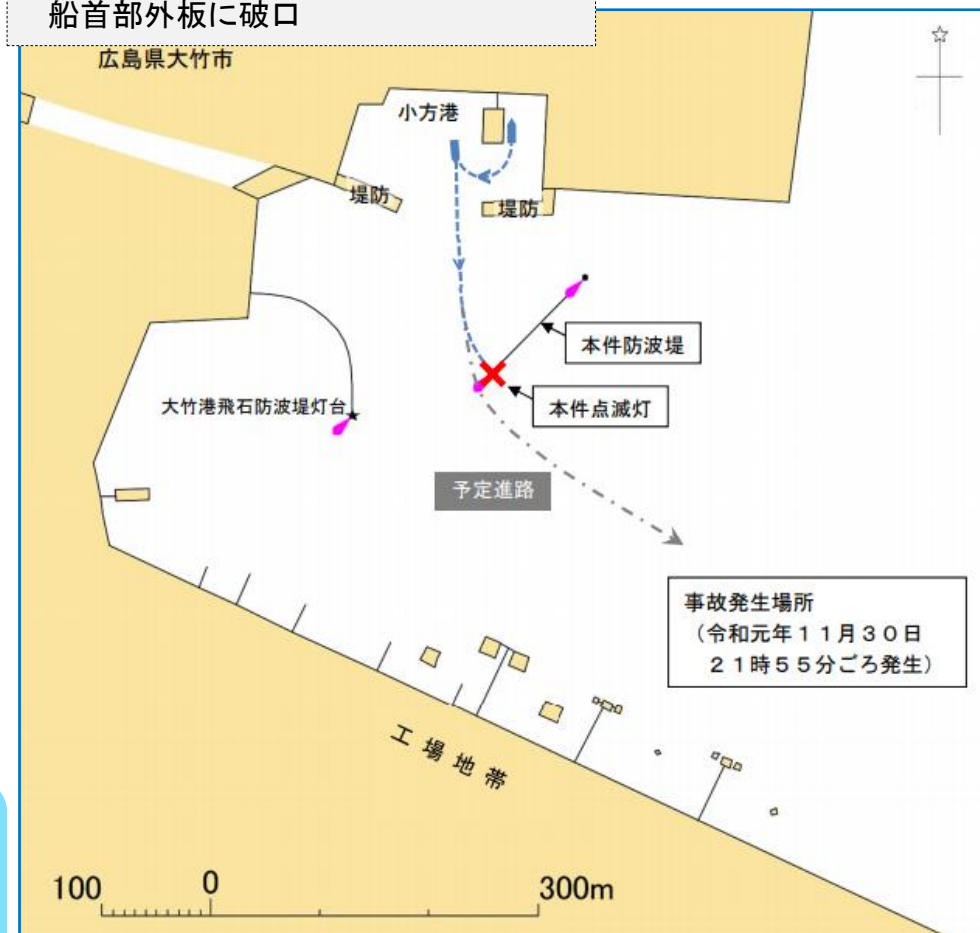 船首部外板に破口
広島県大竹市
小方港
堤防
堤防
本件防波堤
本件点滅灯
大竹港飛石防波堤灯台
予定進路
事故発生場所
（令和元年１１月３０日
２１時５５分ごろ発生）
工場地帯
100 0 300m